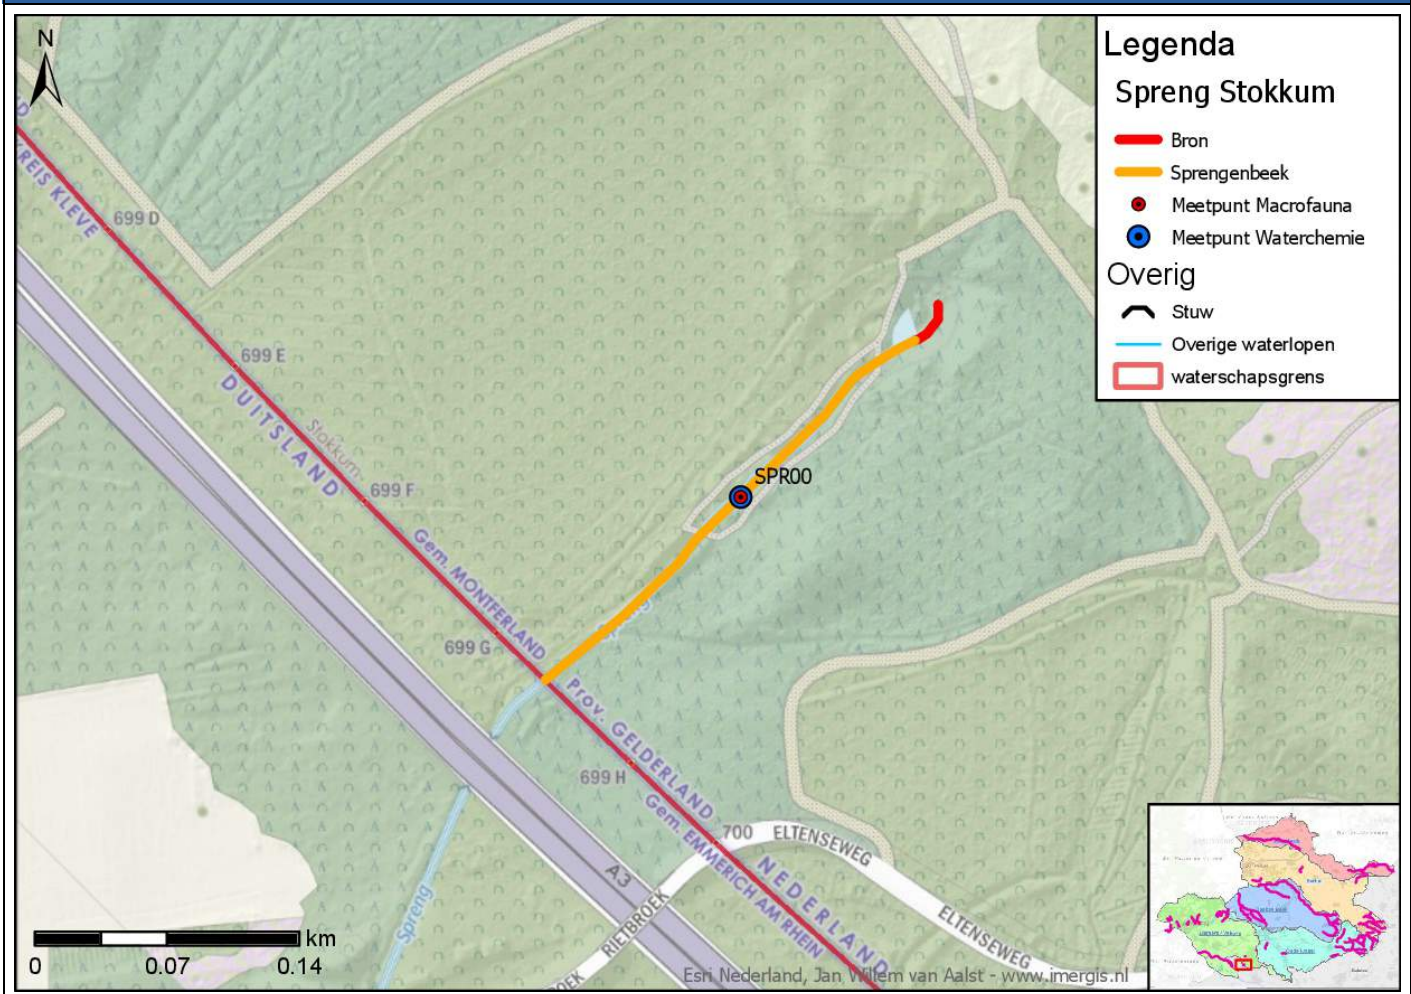 N
Legenda
Spreng Stokkum
Bron
Sprengenbeek
Meetpunt Macrofauna
Meetpunt Waterchemie
Overig
Stuw
Overige waterlopen
waterschapsgrens
KREIS KLEVE
699 D
699 E
DUITSLAND
Stokkum
699 F
SPR00
Gem. MONTFERLAND
699 G
Spreng
Prov. GELDERLAND
699 H
Gem. EMMERICH AM RHEIN
700
ELTENSEWEG
NEDERLAND
A3
RIETBROEK
ELTENSEWEG
Spreng
km
0 0.07 0.14
Esri Nederland, Jan Willem van Aalst - www.imergis.nl